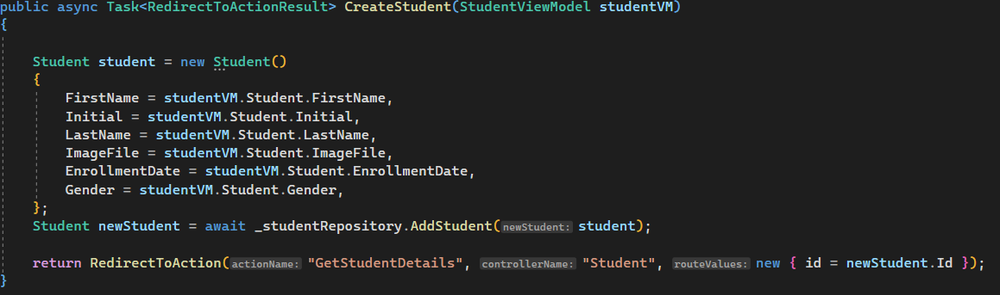 public async Task<RedirectToActionResult> CreateStudent(StudentViewModel studentVM)
{
Student student = new Student()
{
FirstName = studentVM.Student.FirstName,
Initial = studentVM.Student.Initial,
LastName = studentVM.Student.LastName,
ImageFile = studentVM.Student.ImageFile,
EnrollmentDate = studentVM.Student.EnrollmentDate,
Gender = studentVM.Student.Gender,
};
Student newStudent = await _studentRepository.AddStudent(newStudent: student);
return RedirectToAction(actionName: "GetStudentDetails", controllerName: "Student", routeValues: new { id = newStudent.Id });
}